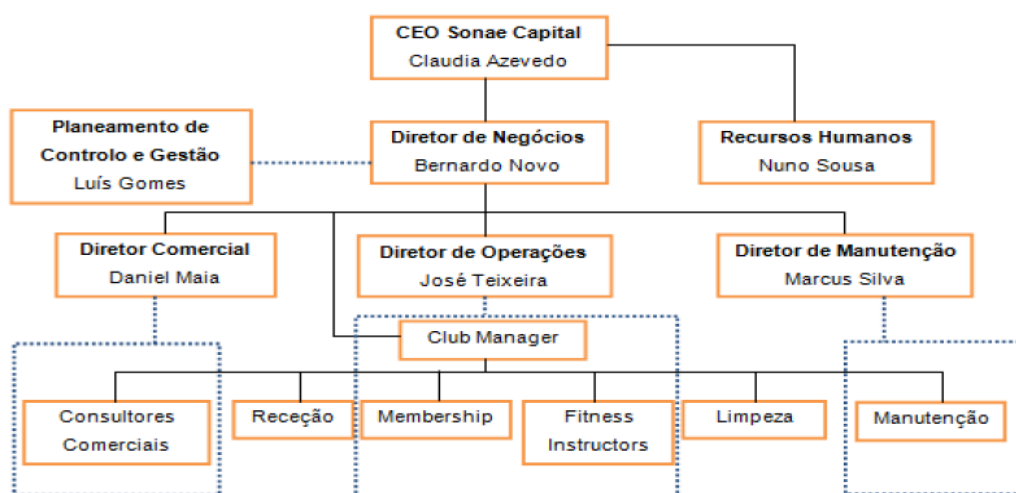 CEO Sonae Capital
Claudia Azevedo
Planeamento de
Controlo e Gestão
Luís Gomes
Diretor de Negócios
Bernardo Novo
Recursos Humanos
Nuno Sousa
Diretor Comercial
Daniel Maia
Diretor de Operações
José Teixeira
Diretor de Manutenção
Marcus Silva
Club Manager
Consultores
Comerciais
Receção
Membership
Fitness
Instructors
Limpeza
Manutenção